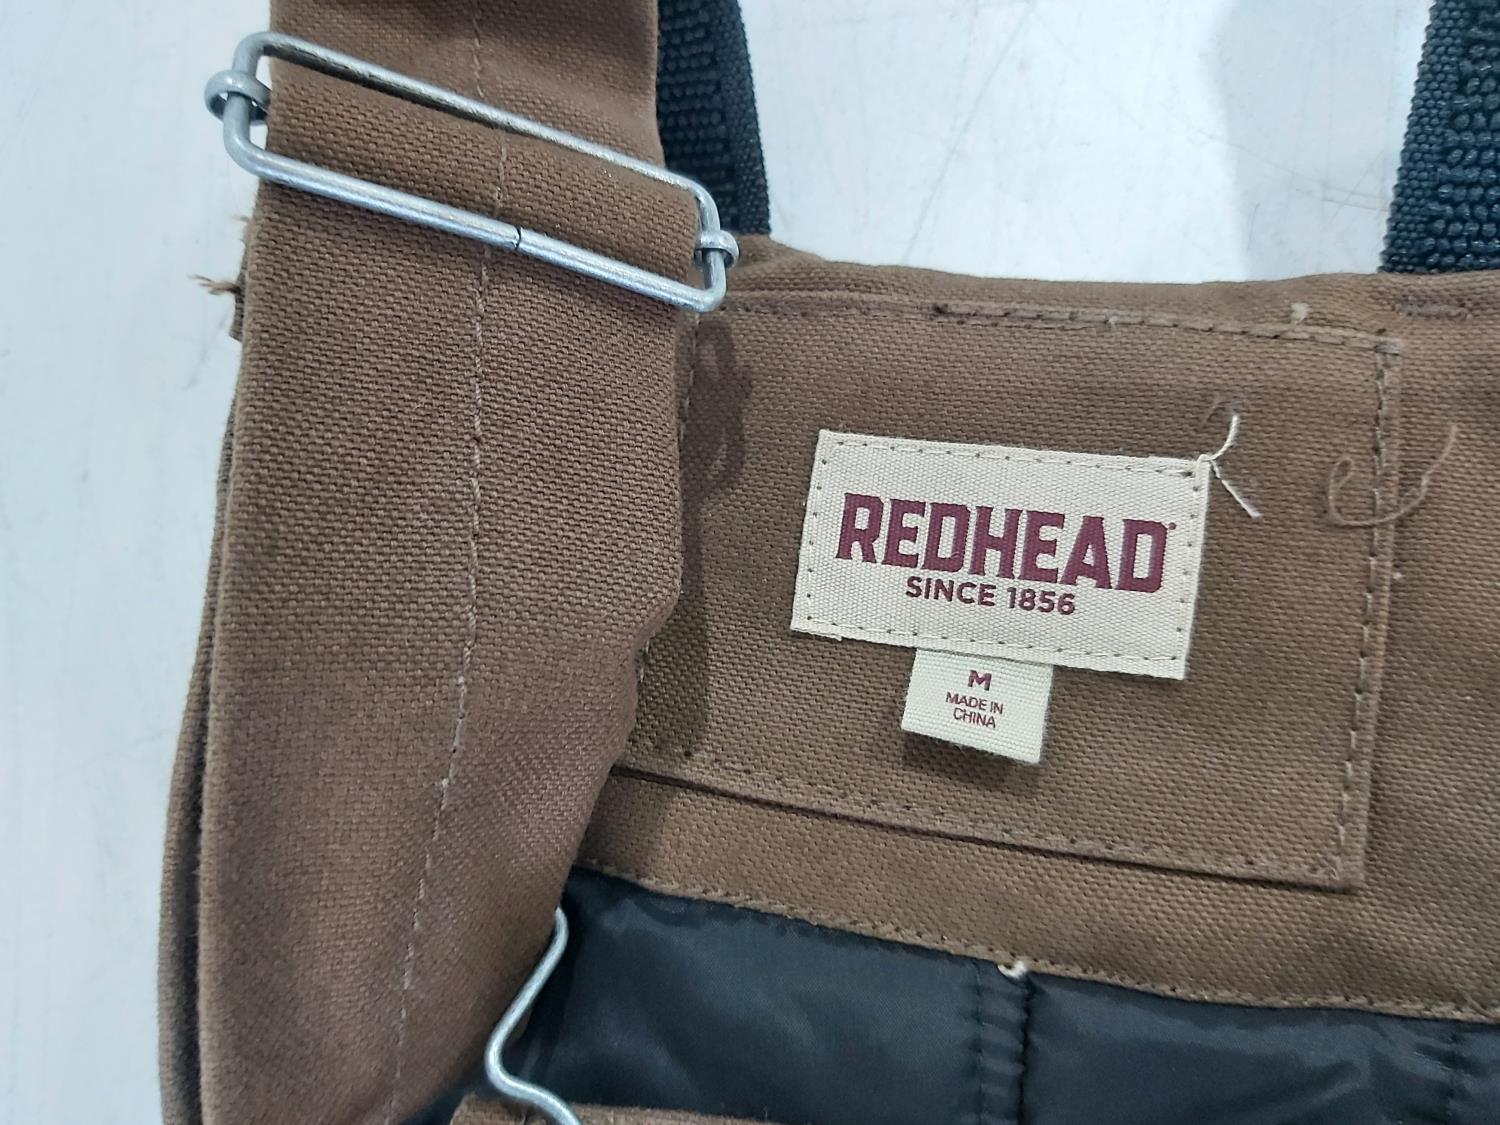 REDHEAD
SINCE 1856
M
MADE IN
CHINA